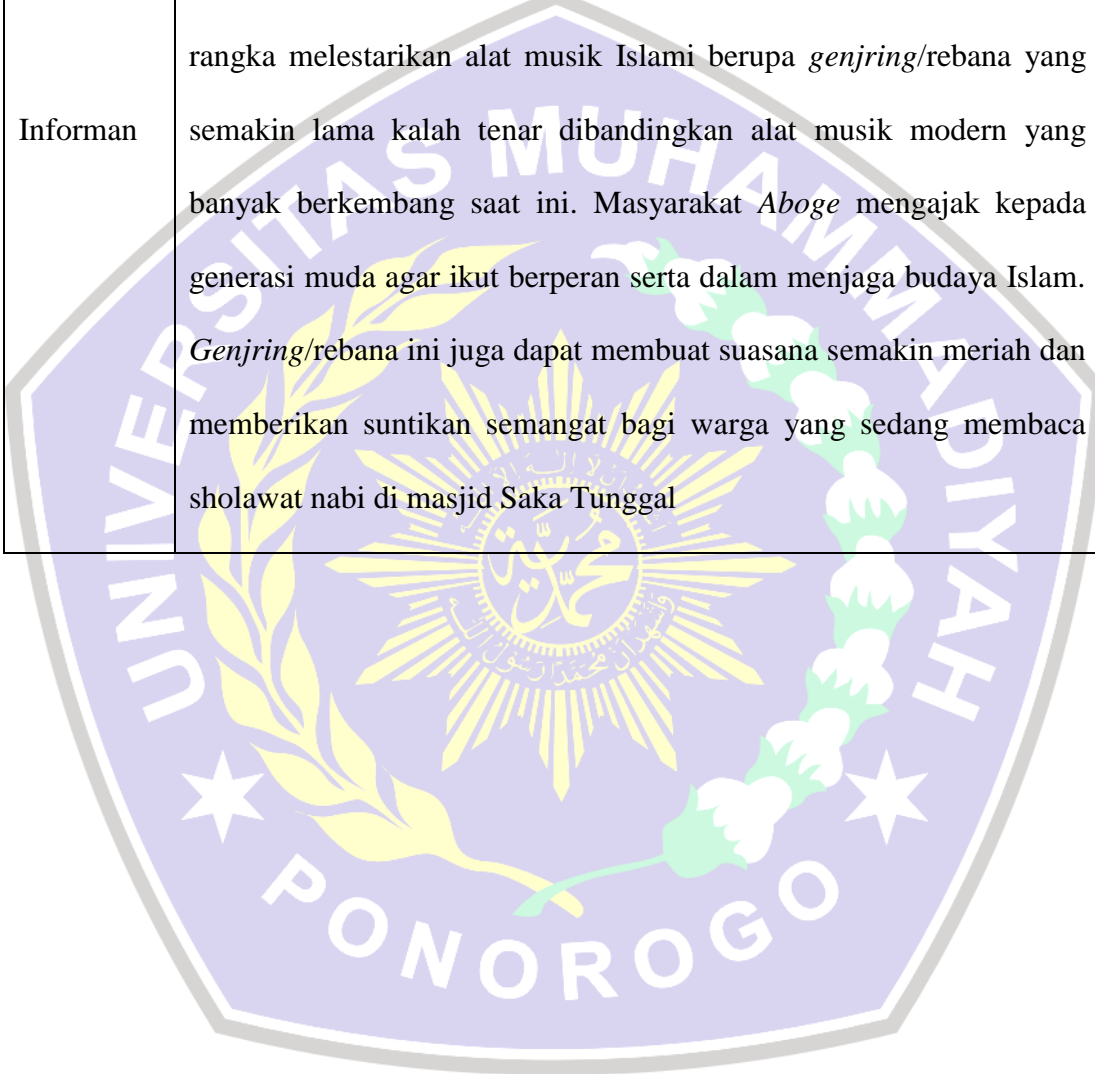 rangka melestarikan alat musik Islami berupa genjring/rebana yang
Informan semakin lama kalah tenar dibandingkan alat musik modern yang
banyak berkembang saat ini. Masyarakat Aboge mengajak kepada
generasi muda agar ikut berperan serta dalam menjaga budaya Islam.
Genjring/rebana ini juga dapat membuat suasana semakin meriah dan
memberikan suntikan semangat bagi warga yang sedang membaca
sholawat nabi di masjid Saka Tunggal
UNIVERSITAS MUHAMMADIYAH
PONOROGO